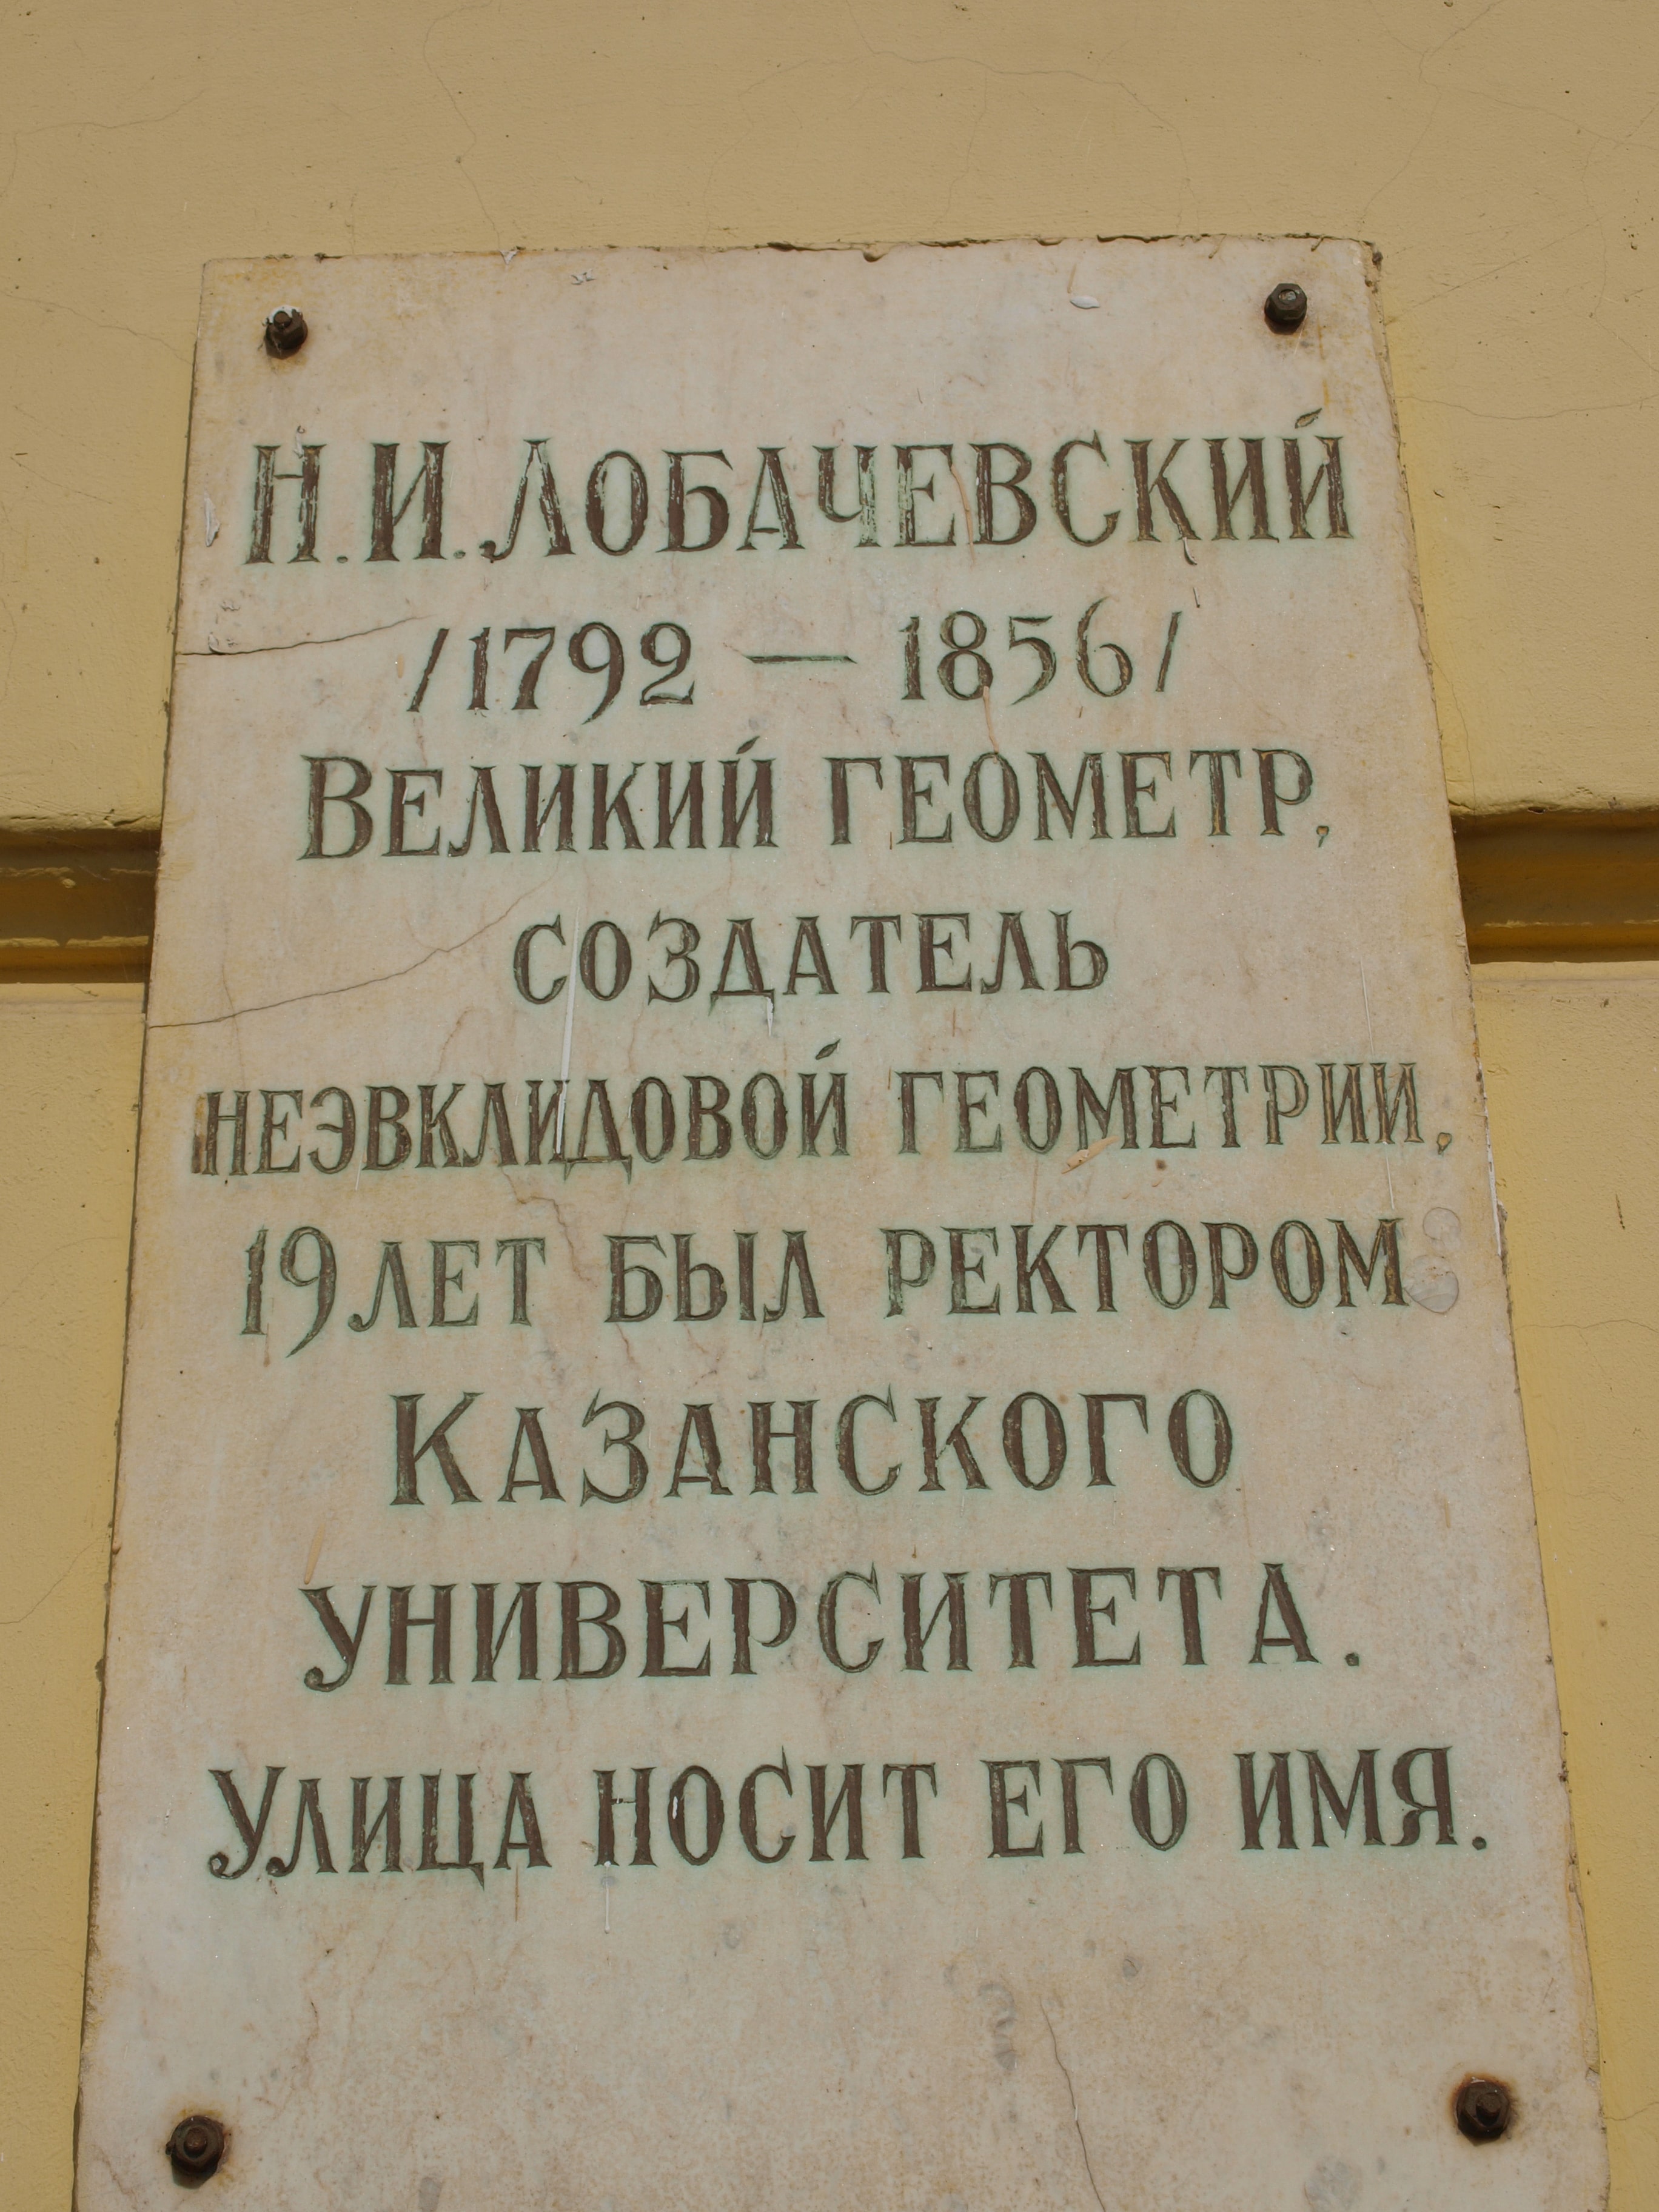 Н.И.ЛОБАЧЕВСКИЙ
/1792 — 1856/
ВЕЛИКИЙ ГЕОМЕТР,
СОЗДАТЕЛЬ
НЕЭВКЛИДОВОЙ ГЕОМЕТРИИ,
19 ЛЕТ БЫЛ РЕКТОРОМ
КАЗАНСКОГО
УНИВЕРСИТЕТА.
УЛИЦА НОСИТ ЕГО ИМЯ.